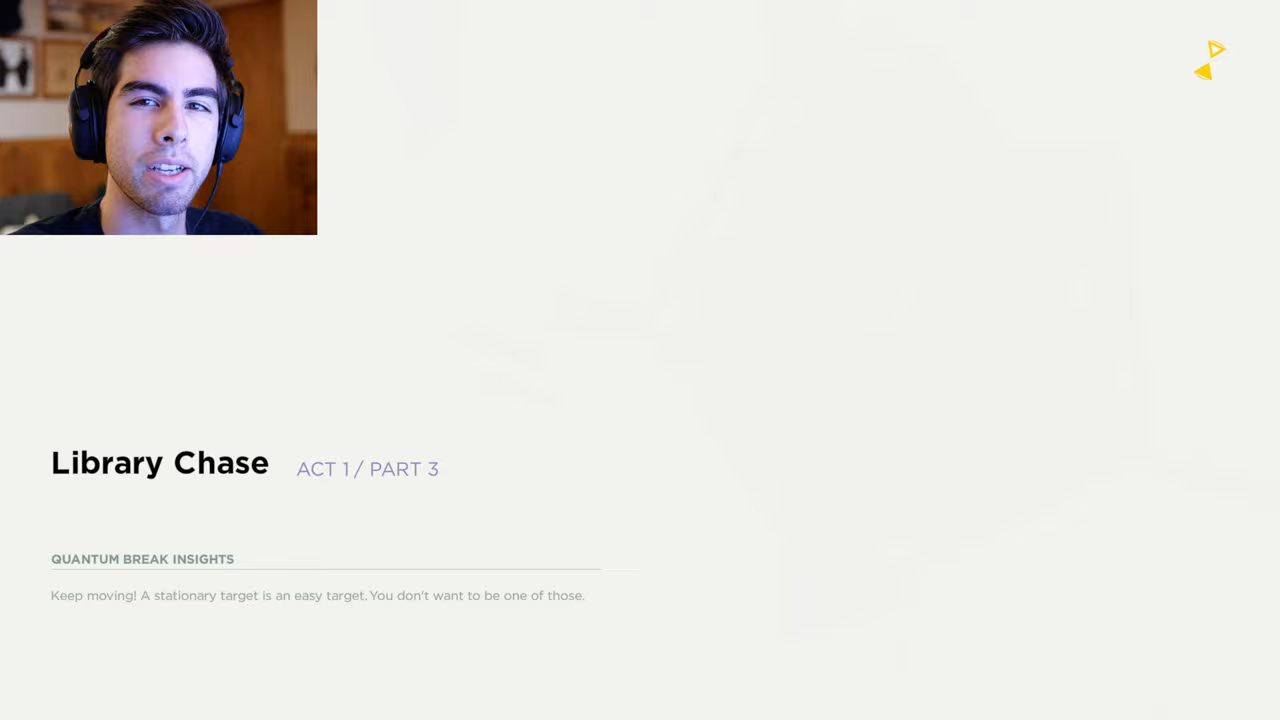 Library Chase ACT 1 / PART 3
QUANTUM BREAK INSIGHTS
Keep moving! A stationary target is an easy target. You don't want to be one of those.